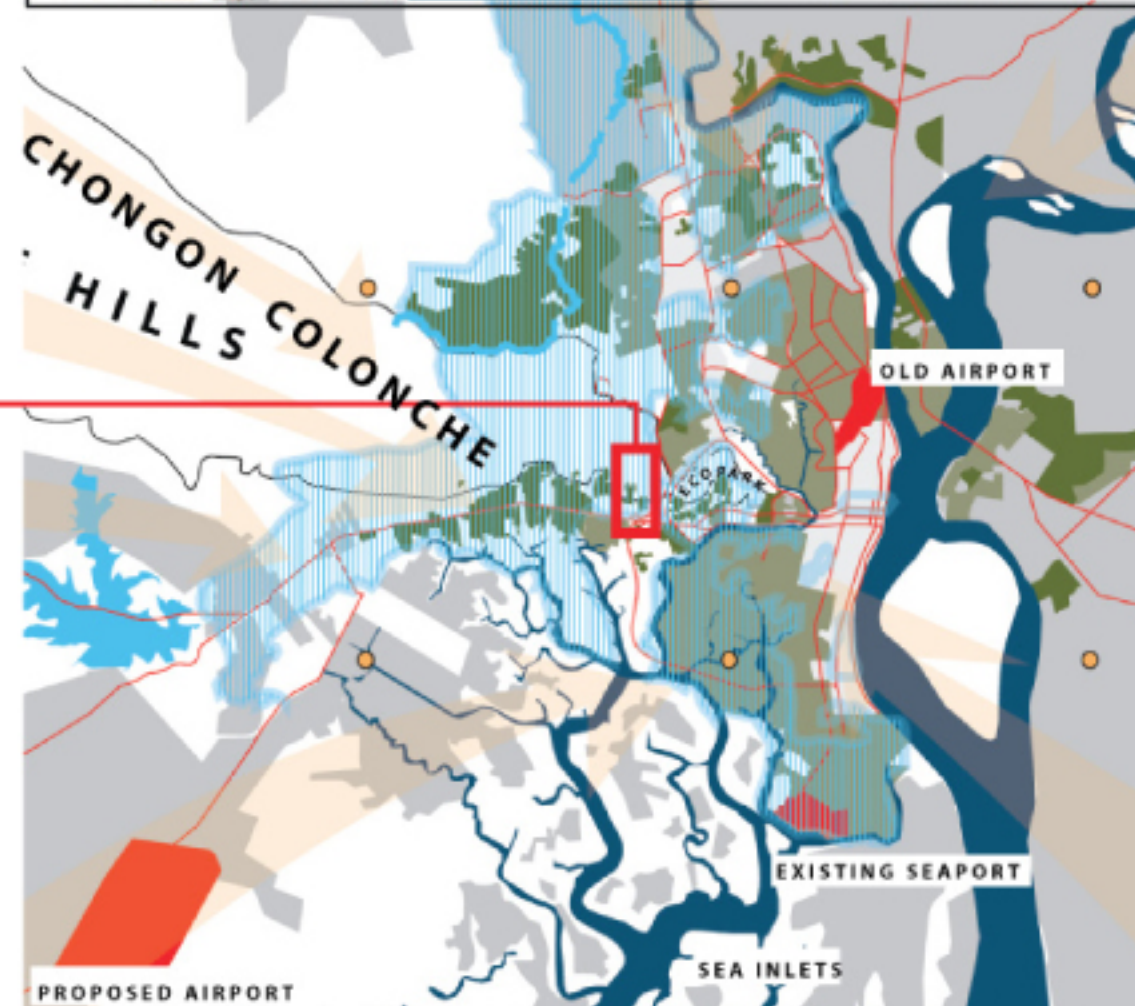 CHONGON COLONCHE
HILLS
OLD AIRPORT
ECOPARK
EXISTING SEAPORT
SEA INLETS
PROPOSED AIRPORT